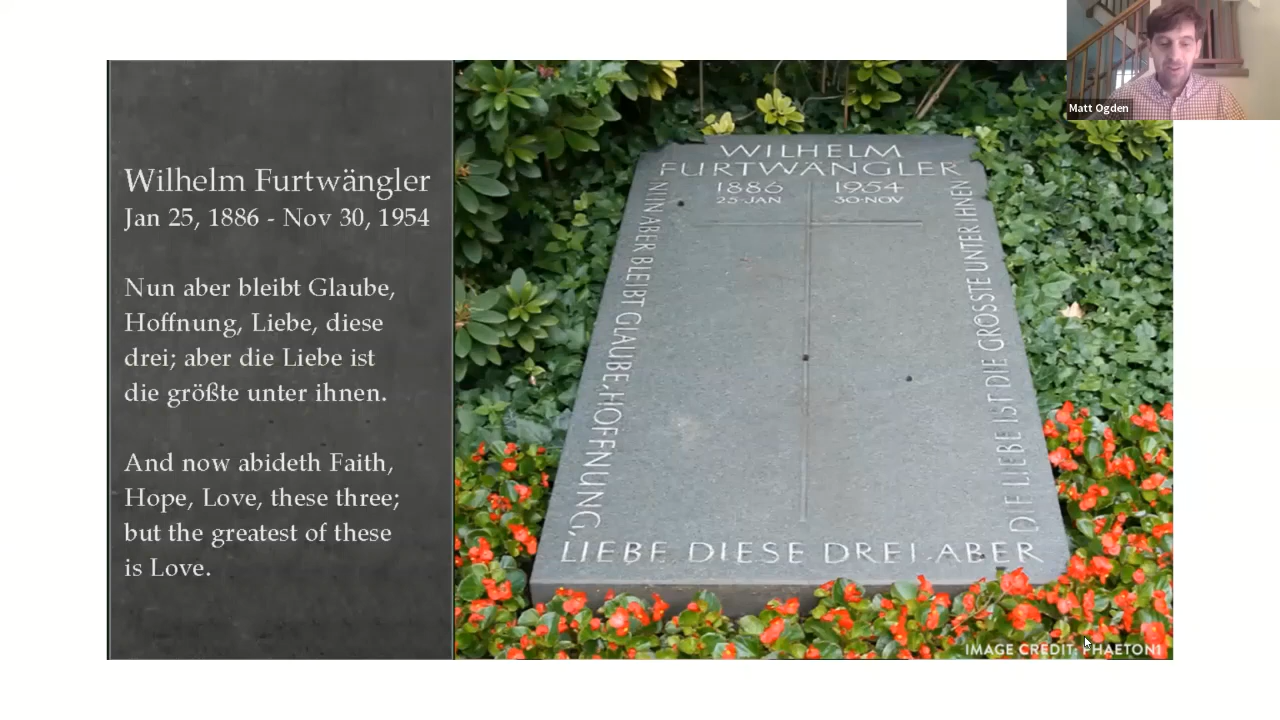 Matt Ogden
Wilhelm Furtwängler
Jan 25, 1886 - Nov 30, 1954
Nun aber bleibt Glaube,
Hoffnung, Liebe, diese
drei; aber die Liebe ist
die größte unter ihnen.
And now abideth Faith,
Hope, Love, these three;
but the greatest of these
is Love.
WILHELM
FURTWÄNGLER
1886 1954
25·JAN 30·NOV
NUN ABER BLEIBT GLAUBE, HOFFNUNG,
LIEBE DIESE DREI·ABER
DIE LIEBE IST DIE GRÖSSTE UNTER IHNEN
IMAGE CREDIT: PHAETON1